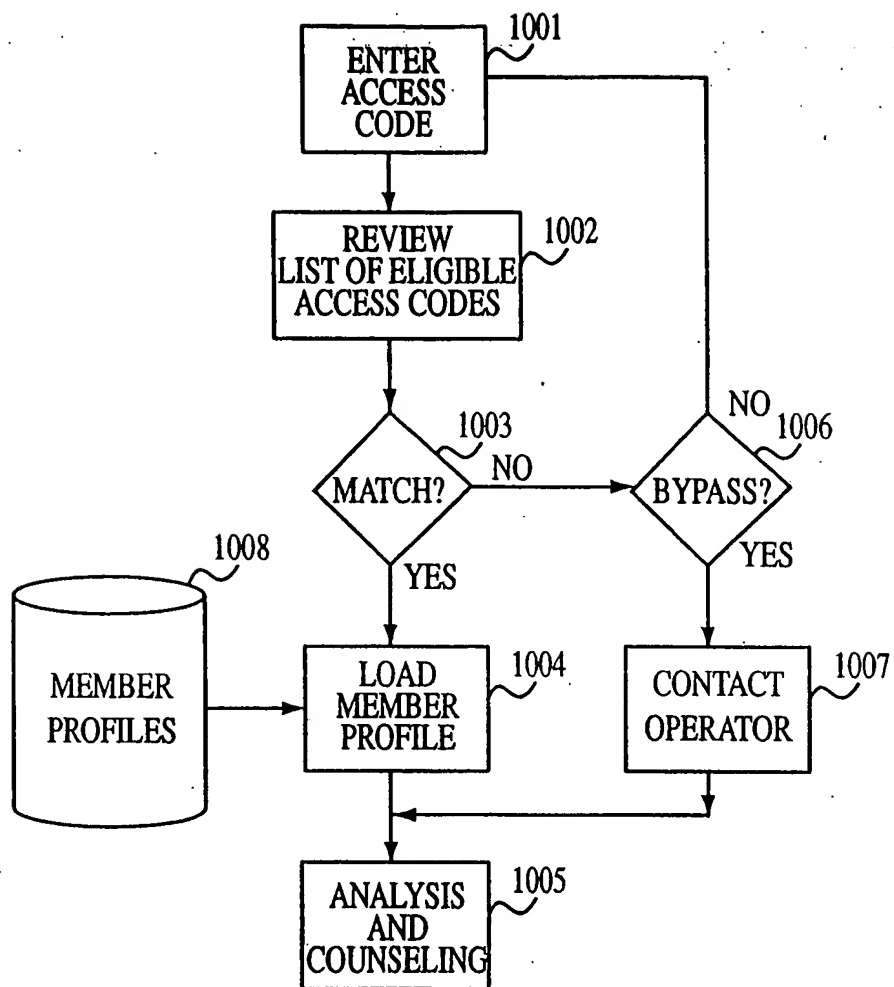 1001
ENTER
ACCESS
CODE
1002
REVIEW
LIST OF ELIGIBLE
ACCESS CODES
NO
1003
1006
MATCH?
NO
BYPASS?
YES
YES
1008
MEMBER
PROFILES
1004
LOAD
MEMBER
PROFILE
1007
CONTACT
OPERATOR
1005
ANALYSIS
AND
COUNSELING